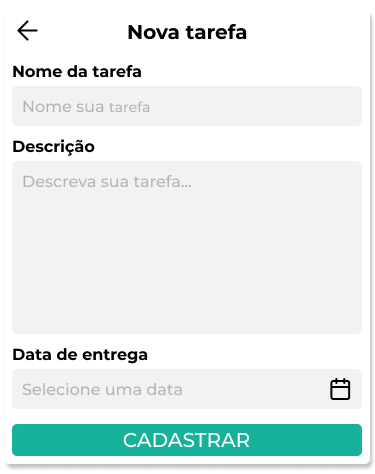 Nova tarefa
Nome da tarefa
Nome sua tarefa
Descrição
Descreva sua tarefa...
Data de entrega
Selecione uma data
CADASTRAR